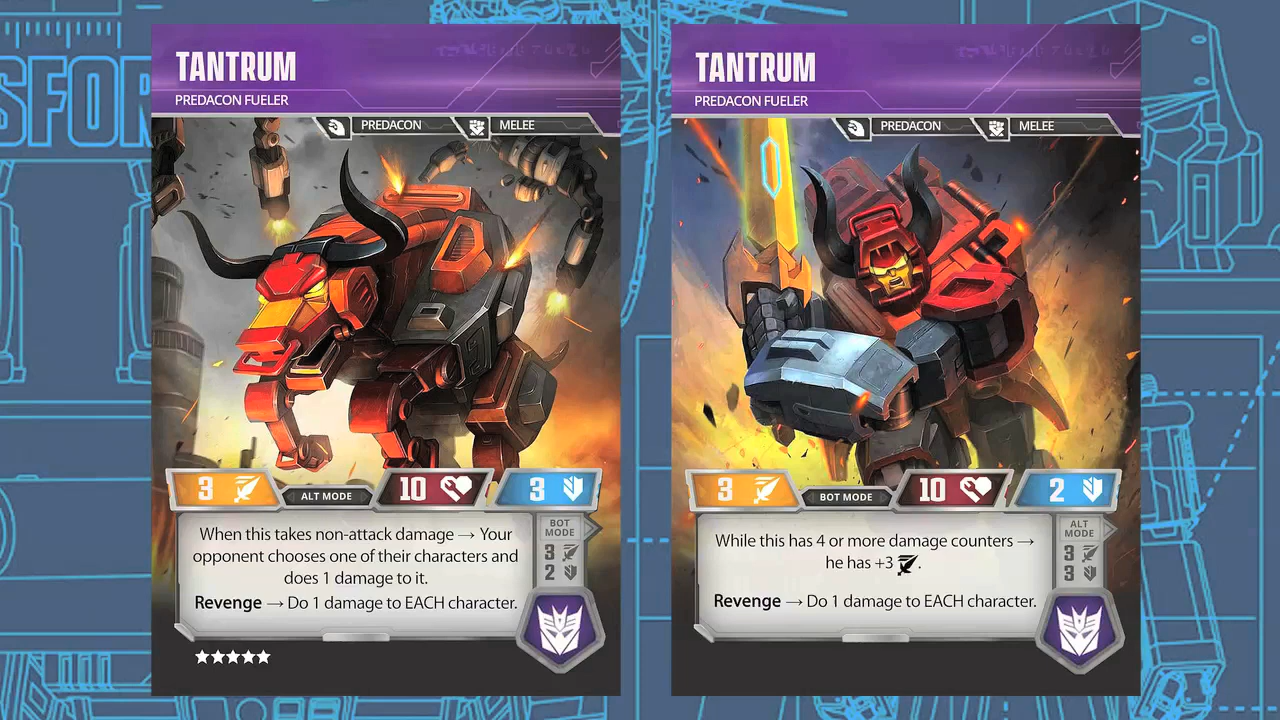 SFOR
TANTRUM
PREDACON FUELER
PREDACON
MELEE
3
ALT MODE
10
3
When this takes non-attack damage → Your
opponent chooses one of their characters and
does 1 damage to it.
Revenge → Do 1 damage to EACH character.
BOT
MODE
3
2
★★★★★
TANTRUM
PREDACON FUELER
PREDACON
MELEE
3
BOT MODE
10
2
While this has 4 or more damage counters →
he has +3 .
Revenge → Do 1 damage to EACH character.
ALT
MODE
3
3